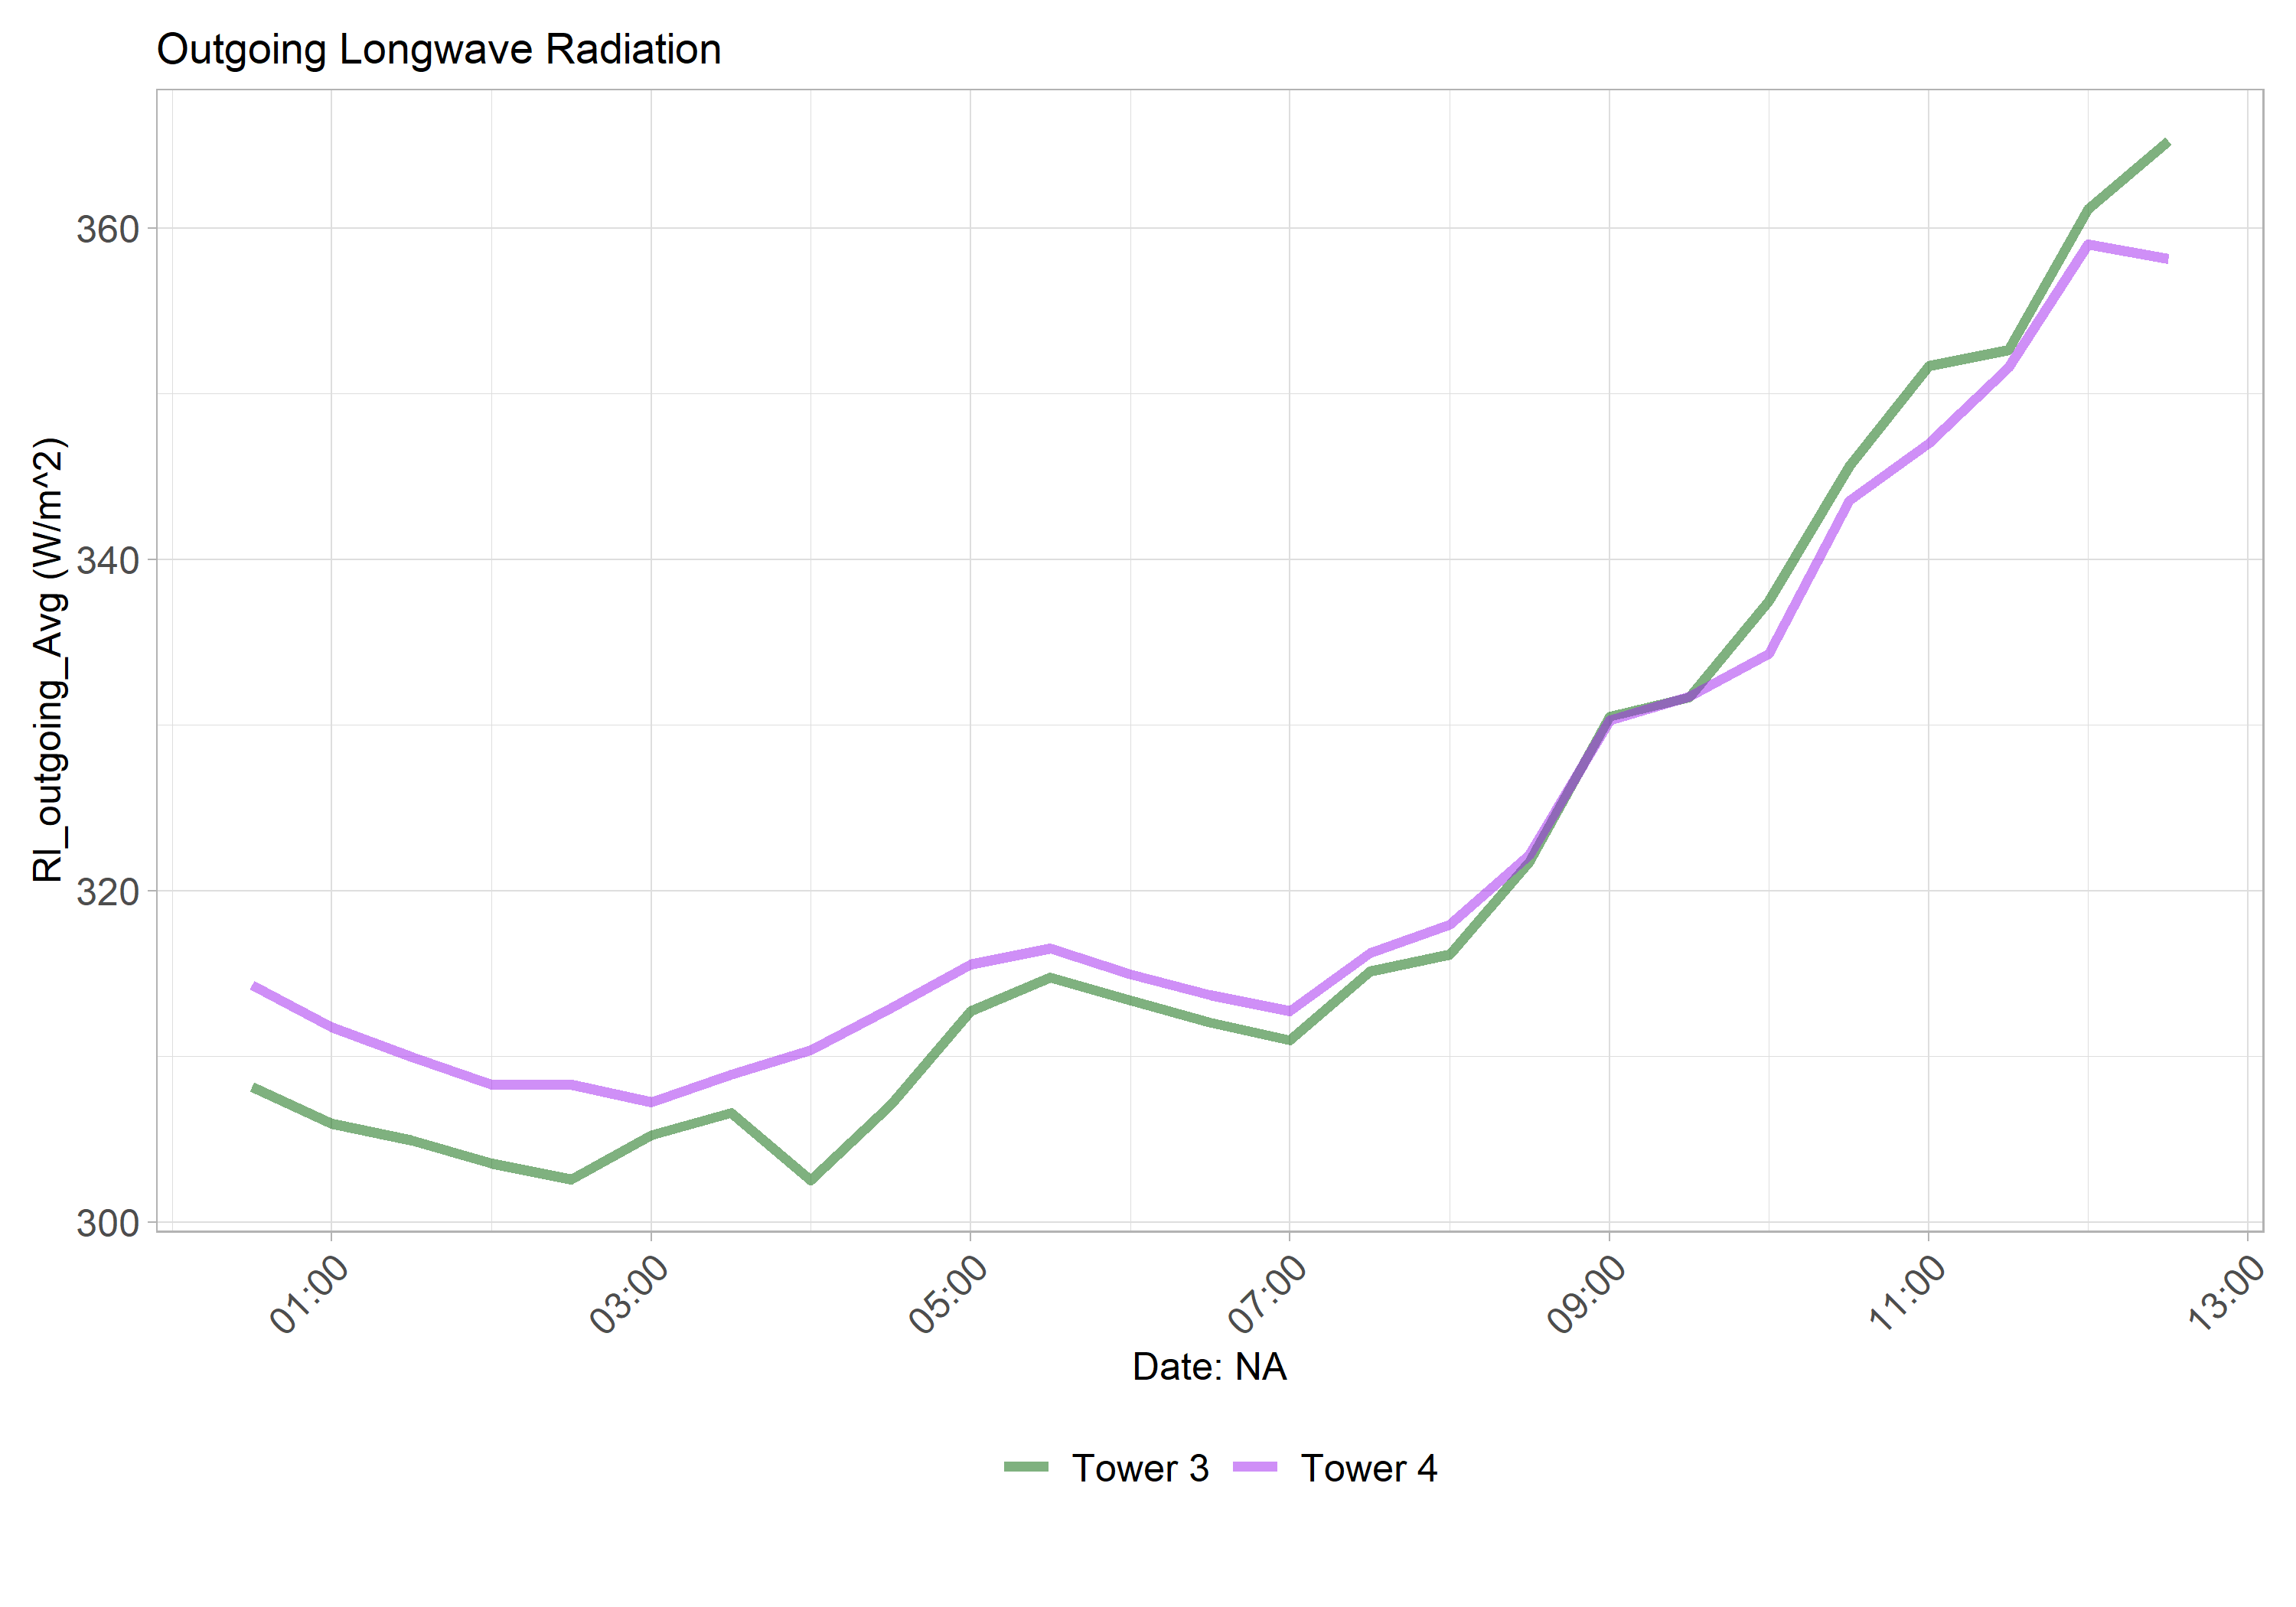 Outgoing Longwave Radiation
Rl_outgoing_Avg (W/m^2)
360
340
320
300
01:00
03:00
05:00
07:00
09:00
11:00
13:00
Date: NA
Tower 3
Tower 4